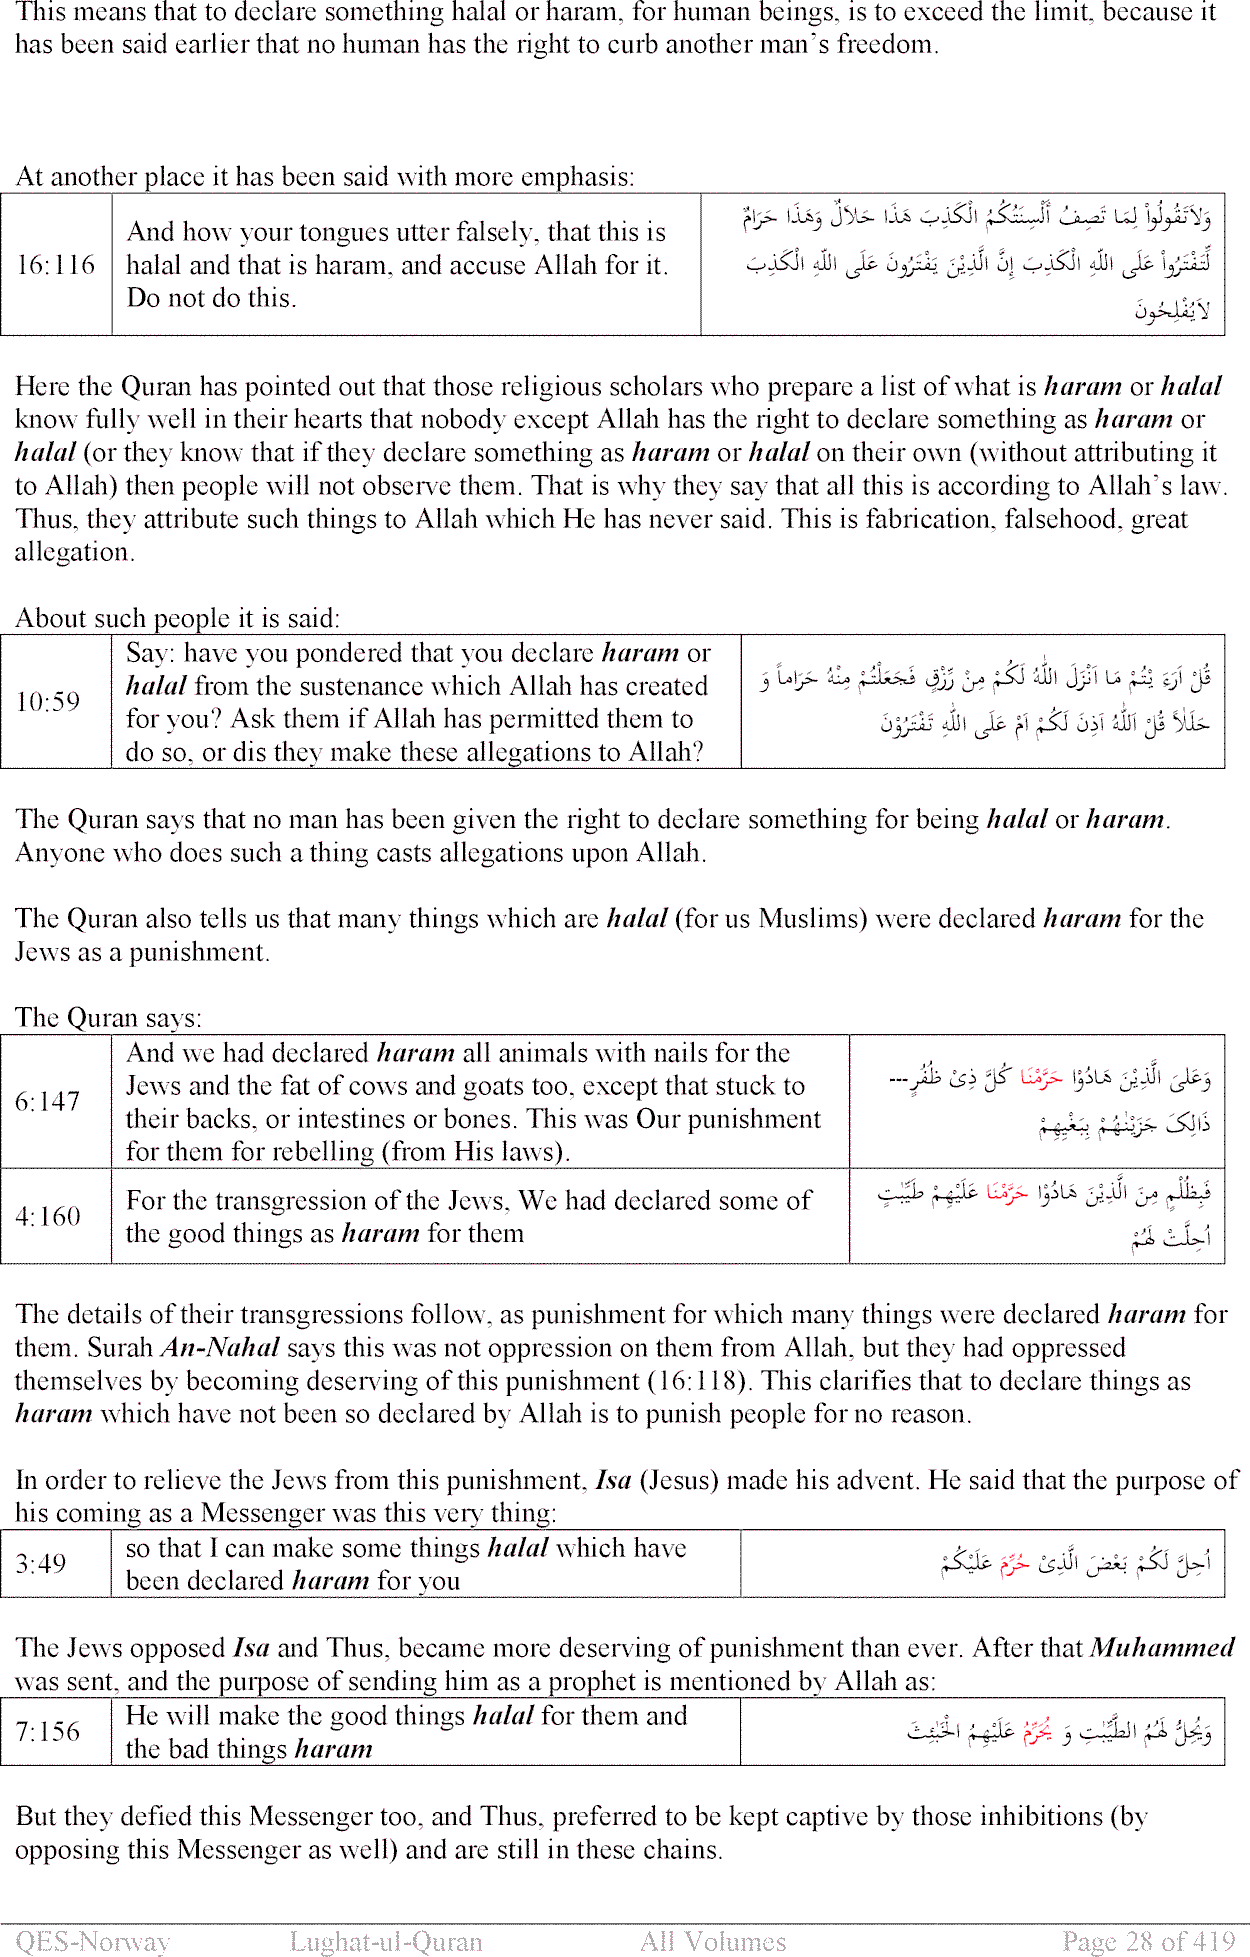 This means that to declare something halal or haram, for human beings, is to exceed the limit, because it
has been said earlier that no human has the right to curb another man's freedom.
At another place it has been said with more emphasis:
16:116
And how your tongues utter falsely, that this is
halal and that is haram, and accuse Allah for it.
Do not do this.
وَلاَتَقُولُواْ لِمَا تَصِفُ أَلْسِنَتُكُمُ الْكَذِبَ هَذَا حَلاَلٌ وَهَذَا حَرَامٌ
لِّتَفْتَرُواْ عَلَى اللّهِ الْكَذِبَ إِنَّ الَّذِيْنَ يَفْتَرُونَ عَلَى اللّهِ الْكَذِبَ
لاَيُفْلِحُونَ
Here the Quran has pointed out that those religious scholars who prepare a list of what is haram or halal
know fully well in their hearts that nobody except Allah has the right to declare something as haram or
halal (or they know that if they declare something as haram or halal on their own (without attributing it
to Allah) then people will not observe them. That is why they say that all this is according to Allah's law.
Thus, they attribute such things to Allah which He has never said. This is fabrication, falsehood, great
allegation.
About such people it is said:
10:59
Say: have you pondered that you declare haram or
halal from the sustenance which Allah has created
for you? Ask them if Allah has permitted them to
do so, or dis they make these allegations to Allah?
قُلْ اَرَءَ يْتُمْ مَا اَنْزَلَ اللّٰهُ لَكُمْ مِنْ رِّزْقٍ فَجَعَلْتُمْ مِنْهُ حَرَاماً وَ
حَلَلاً قُلْ اَللّٰهُ اَذِنَ لَكُمْ اَمْ عَلَى اللّٰهِ تَفْتَرُوْنَ
The Quran says that no man has been given the right to declare something for being halal or haram.
Anyone who does such a thing casts allegations upon Allah.
The Quran also tells us that many things which are halal (for us Muslims) were declared haram for the
Jews as a punishment.
The Quran says:
6:147
And we had declared haram all animals with nails for the
Jews and the fat of cows and goats too, except that stuck to
their backs, or intestines or bones. This was Our punishment
for them for rebelling (from His laws).
وَعَلىَ الَّذِيْنَ هَادُوْا حَرَّمْنَا كُلَّ ذِىْ ظُفُرٍ---
ذَالِكَ جَزَيْنٰهُمْ بِبَغْيِهِمْ
4:160
For the transgression of the Jews, We had declared some of
the good things as haram for them
فَبِظُلْمٍ مِنَ الَّذِيْنَ هَادُوْا حَرَّمْنَا عَلَيْهِمْ طَيِّبٰتٍ
اُحِلَّتْ لَهُمْ
The details of their transgressions follow, as punishment for which many things were declared haram for
them. Surah An-Nahal says this was not oppression on them from Allah, but they had oppressed
themselves by becoming deserving of this punishment (16:118). This clarifies that to declare things as
haram which have not been so declared by Allah is to punish people for no reason.
In order to relieve the Jews from this punishment, Isa (Jesus) made his advent. He said that the purpose of
his coming as a Messenger was this very thing:
3:49
so that I can make some things halal which have
been declared haram for you
اُحِلَّ لَكُمْ بَعْضَ الَّذِىْ حُرِّمَ عَلَيْكُمْ
The Jews opposed Isa and Thus, became more deserving of punishment than ever. After that Muhammed
was sent, and the purpose of sending him as a prophet is mentioned by Allah as:
7:156
He will make the good things halal for them and
the bad things haram
وَيُحِلُّ لَهُمُ الطَّيِّبٰتِ وَ يُحَرِّمُ عَلَيْهِمُ الْخَبٰئِثَ
But they defied this Messenger too, and Thus, preferred to be kept captive by those inhibitions (by
opposing this Messenger as well) and are still in these chains.
QES-Norway Lughat-ul-Quran All Volumes Page 28 of 419